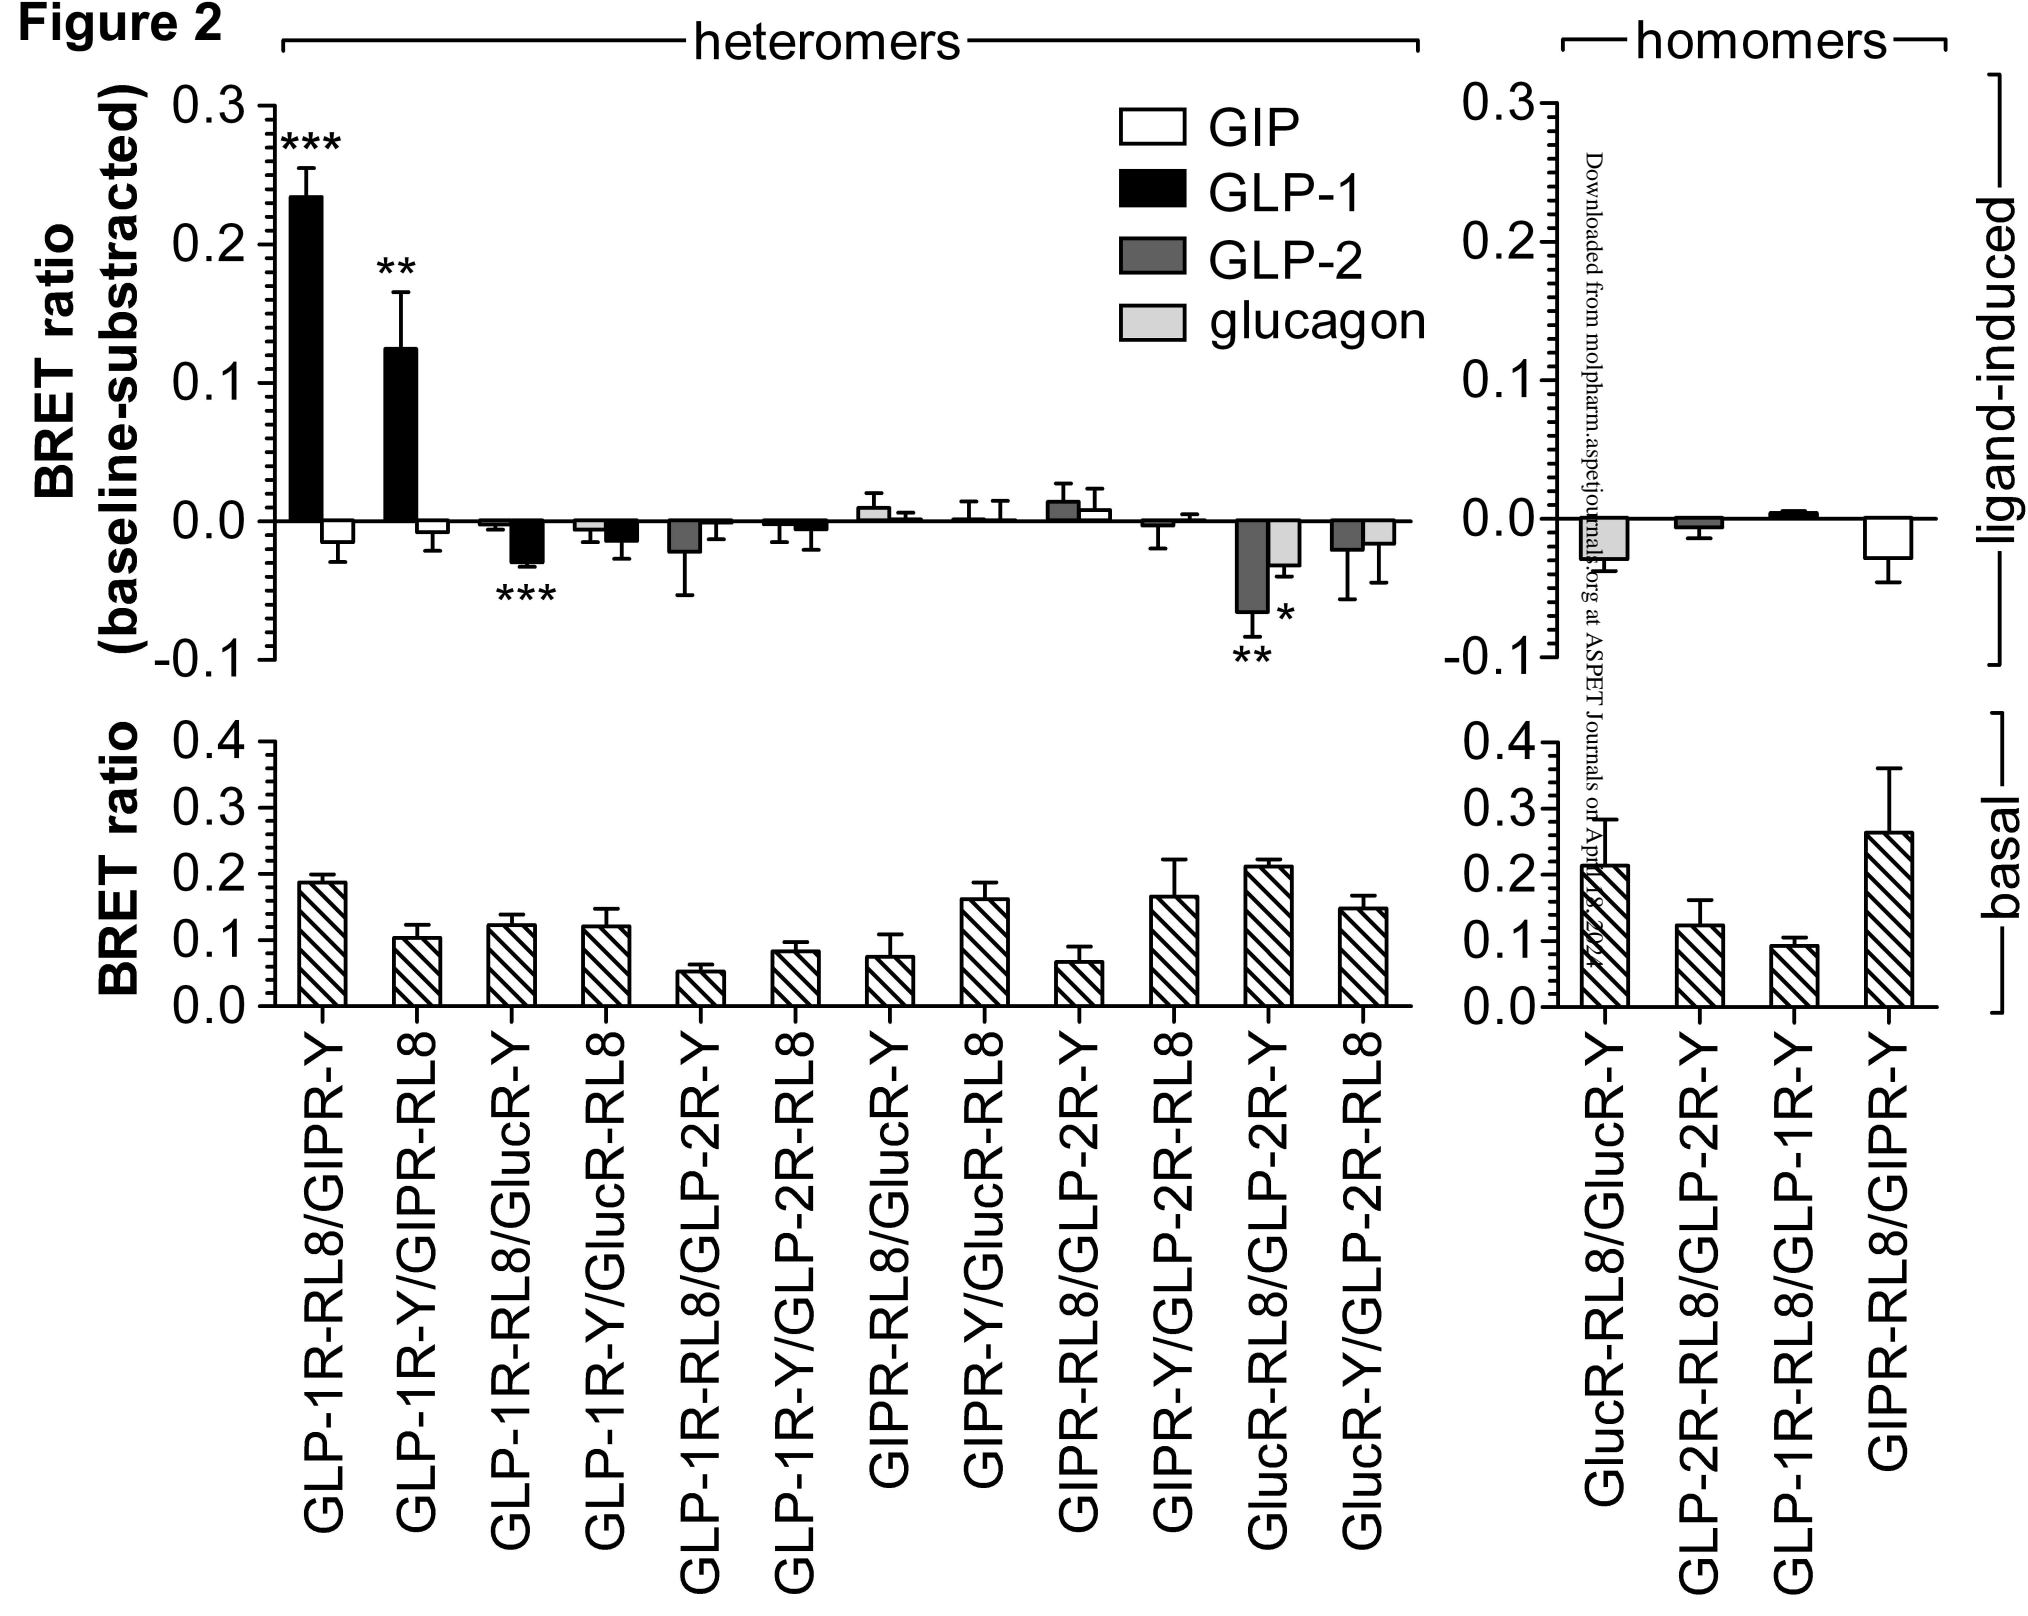 Figure 2
heteromers
homomers
BRET ratio
(baseline-substracted)
0.3
0.2
0.1
0.0
-0.1
***
**
***
**
*
GIP
GLP-1
GLP-2
glucagon
0.3
0.2
0.1
0.0
-0.1
ligand-induced
BRET ratio
0.4
0.3
0.2
0.1
0.0
0.4
0.3
0.2
0.1
0.0
basal
GLP-1R-RL8/GIPR-Y
GLP-1R-Y/GIPR-RL8
GLP-1R-RL8/GlucR-Y
GLP-1R-Y/GlucR-RL8
GLP-1R-RL8/GLP-2R-Y
GLP-1R-Y/GLP-2R-RL8
GIPR-RL8/GlucR-Y
GIPR-Y/GlucR-RL8
GIPR-RL8/GLP-2R-Y
GIPR-Y/GLP-2R-RL8
GlucR-RL8/GLP-2R-Y
GlucR-Y/GLP-2R-RL8
GlucR-RL8/GlucR-Y
GLP-2R-RL8/GLP-2R-Y
GLP-1R-RL8/GLP-1R-Y
GIPR-RL8/GIPR-Y
Downloaded from molpharm.aspetjournals.org at ASPET Journals on April 18, 2024